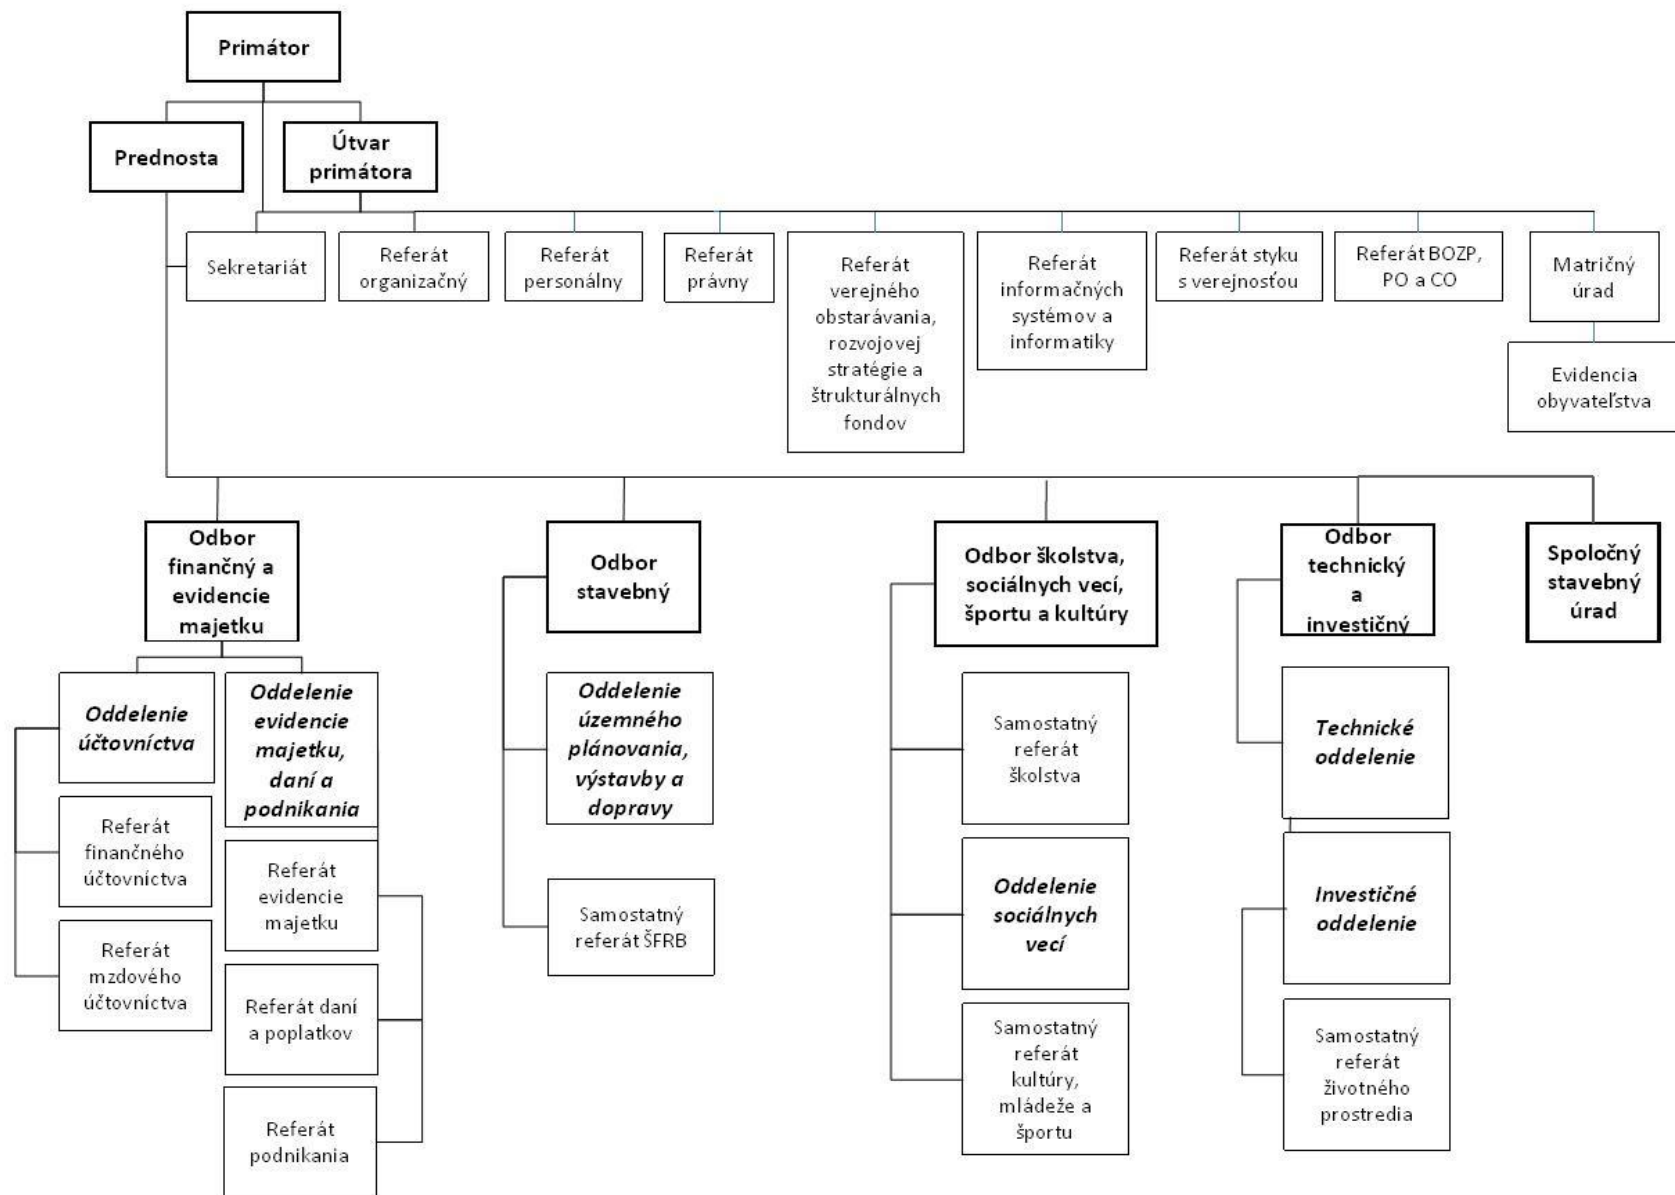 Primátor
Prednosta
Útvar
primátora
Sekretariát
Referát
organizačný
Referát
personálny
Referát
právny
Referát
verejného
obstarávania,
rozvojovej
stratégie a
štrukturálnych
fondov
Referát
informačných
systémov a
informatiky
Referát styku
s verejnosťou
Referát BOZP,
PO a CO
Matričný
úrad
Evidencia
obyvateľstva
Odbor
finančný a
evidencie
majetku
Odbor
stavebný
Odbor školstva,
sociálnych vecí,
športu a kultúry
Odbor
technický
a
investičný
Spoločný
stavebný
úrad
Oddelenie
účtovníctva
Referát
finančného
účtovníctva
Referát
mzdového
účtovníctva
Oddelenie
evidencie
majetku,
daní a
podnikania
Referát
evidencie
majetku
Referát daní
a poplatkov
Referát
podnikania
Oddelenie
územného
plánovania,
výstavby a
dopravy
Samostatný
referát ŠFRB
Samostatný
referát
školstva
Oddelenie
sociálnych
vecí
Samostatný
referát
kultúry,
mládeže a
športu
Technické
oddelenie
Investičné
oddelenie
Samostatný
referát
životného
prostredia